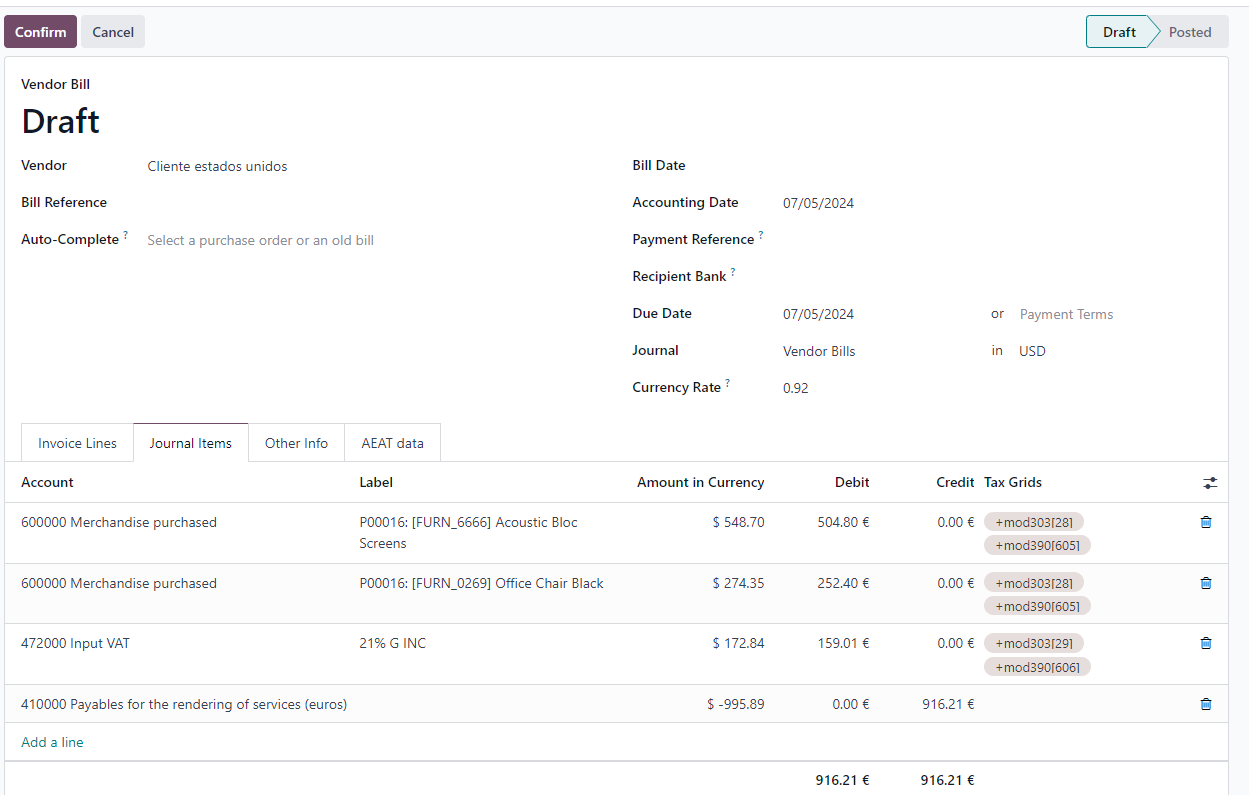 Confirm Cancel Draft Posted
Vendor Bill
Draft
Vendor Cliente estados unidos Bill Date
Bill Reference Accounting Date 07/05/2024
Auto-Complete ? Select a purchase order or an old bill Payment Reference ?
Recipient Bank ?
Due Date 07/05/2024 or Payment Terms
Journal Vendor Bills in USD
Currency Rate ? 0.92
Invoice Lines Journal Items Other Info AEAT data
Account Label Amount in Currency Debit Credit Tax Grids
600000 Merchandise purchased P00016: [FURN_6666] Acoustic Bloc $ 548.70 504.80 € 0.00 € +mod303[28]
Screens +mod390[605]
600000 Merchandise purchased P00016: [FURN_0269] Office Chair Black $ 274.35 252.40 € 0.00 € +mod303[28]
+mod390[605]
472000 Input VAT 21% G INC $ 172.84 159.01 € 0.00 € +mod303[29]
+mod390[606]
410000 Payables for the rendering of services (euros) $ -995.89 0.00 € 916.21 €
Add a line
916.21 € 916.21 €